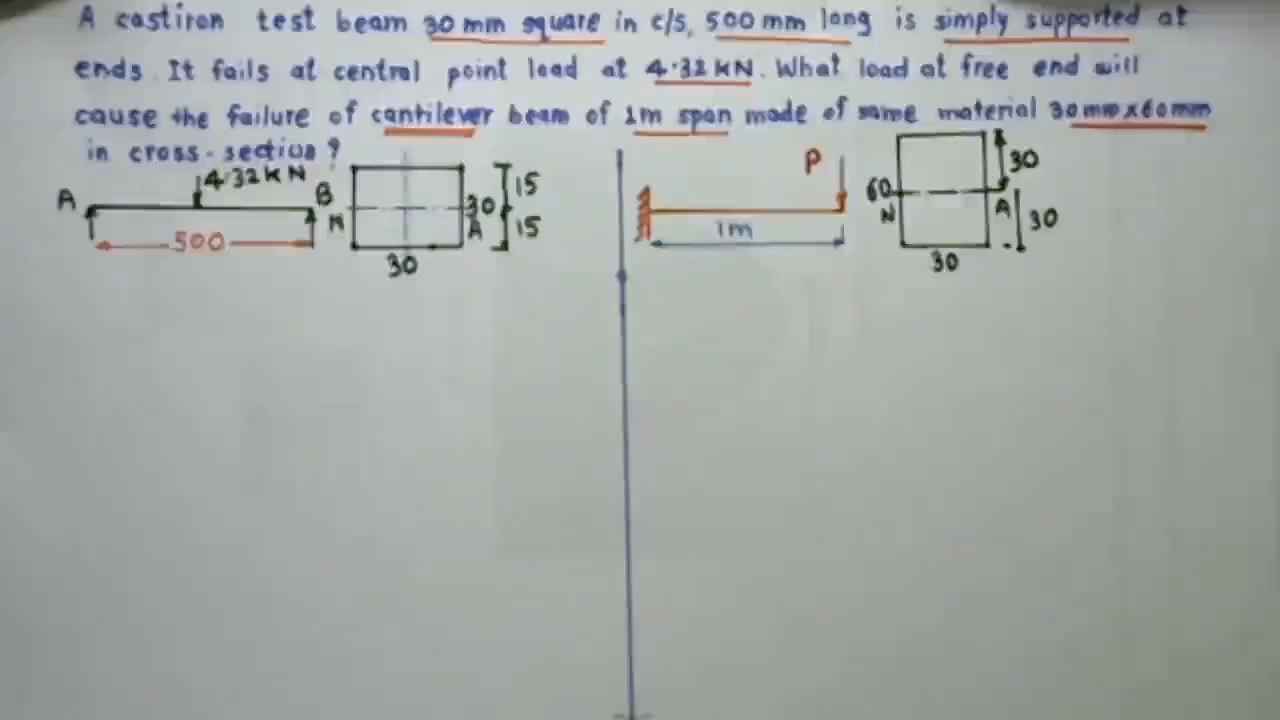 A castiron test beam 30 mm square in c/s, 500 mm long is simply supported at
ends. It fails at central point load at 4.32 KN. What load at free end will
cause the failure of cantilever beam of 1m span made of same material 30mm x 60mm
in cross-section?
4.32 KN
A
B
500
N
A
30
15
15
30
P
1m
60
N
A
30
30
30